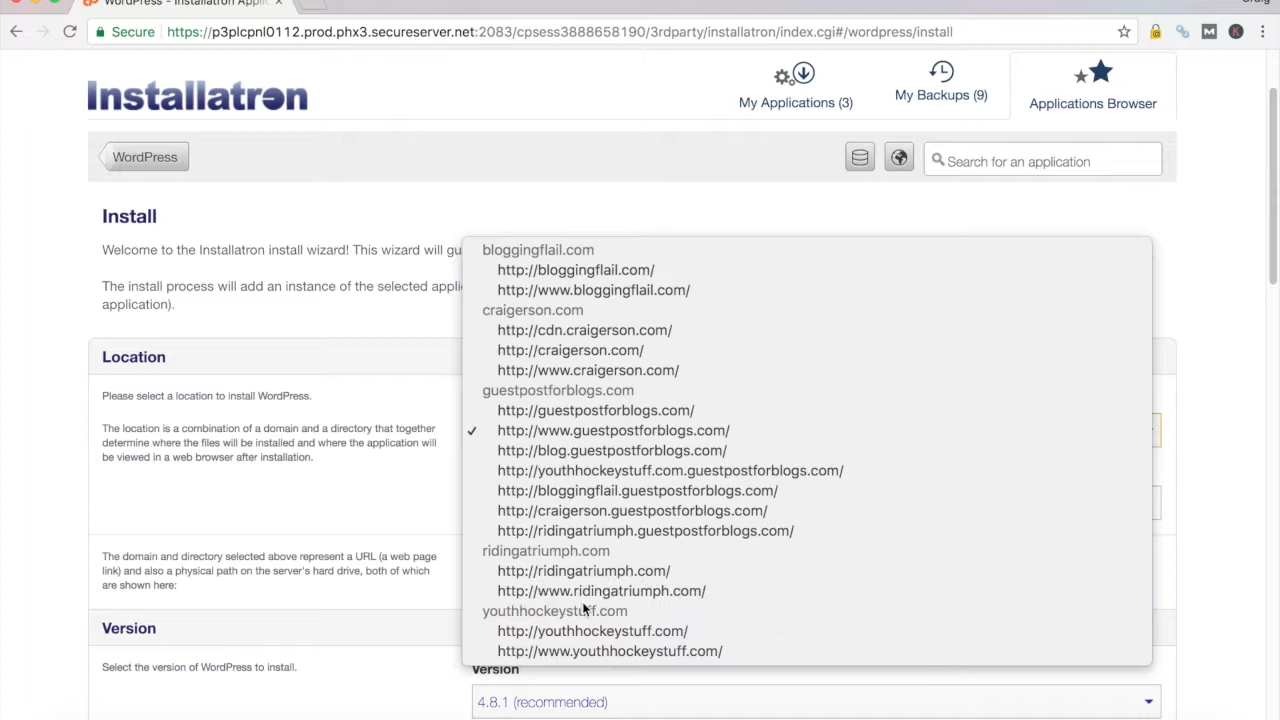 WordPress - Installatron Applic
Craig
Secure https://p3plcpnl0112.prod.phx3.secureserver.net:2083/cpsess3888658190/3rdparty/installatron/index.cgi#/wordpress/install
Installatron
My Applications (3)
My Backups (9)
Applications Browser
WordPress
Search for an application
Install
Welcome to the Installatron install wizard! This wizard will gu
The install process will add an instance of the selected appli
application).
Location
Please select a location to install WordPress.
The location is a combination of a domain and a directory that together
determine where the files will be installed and where the application will
be viewed in a web browser after installation.
The domain and directory selected above represent a URL (a web page
link) and also a physical path on the server's hard drive, both of which
are shown here:
bloggingflail.com
http://bloggingflail.com/
http://www.bloggingflail.com/
craigerson.com
http://cdn.craigerson.com/
http://craigerson.com/
http://www.craigerson.com/
guestpostforblogs.com
http://guestpostforblogs.com/
✓ http://www.guestpostforblogs.com/
http://blog.guestpostforblogs.com/
http://youthhockeystuff.com.guestpostforblogs.com/
http://bloggingflail.guestpostforblogs.com/
http://craigerson.guestpostforblogs.com/
http://ridingatriumph.guestpostforblogs.com/
ridingatriumph.com
http://ridingatriumph.com/
http://www.ridingatriumph.com/
youthhockeystuff.com
http://youthhockeystuff.com/
http://www.youthhockeystuff.com/
Version
Select the version of WordPress to install.
Version
4.8.1 (recommended)